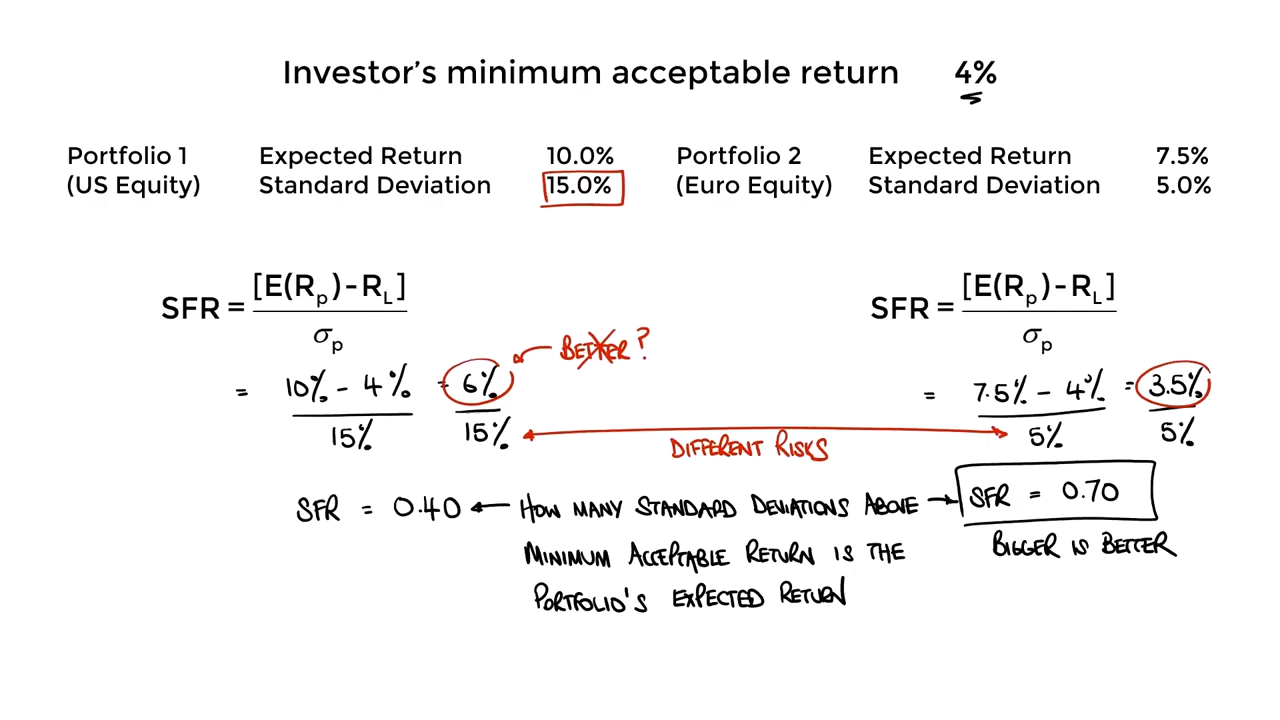 Investor's minimum acceptable return 4%
Portfolio 1 Expected Return 10.0%
(US Equity) Standard Deviation 15.0%
Portfolio 2 Expected Return 7.5%
(Euro Equity) Standard Deviation 5.0%
SFR = [E(Rp)-RL]
σp
= 10% - 4% = 6%
15% 15%
BETTER?
SFR = 0.40
DIFFERENT RISKS
HOW MANY STANDARD DEVIATIONS ABOVE
MINIMUM ACCEPTABLE RETURN IS THE
PORTFOLIO'S EXPECTED RETURN
SFR = [E(Rp)-RL]
σp
= 7.5% - 4% = 3.5%
5% 5%
SFR = 0.70
BIGGER IS BETTER